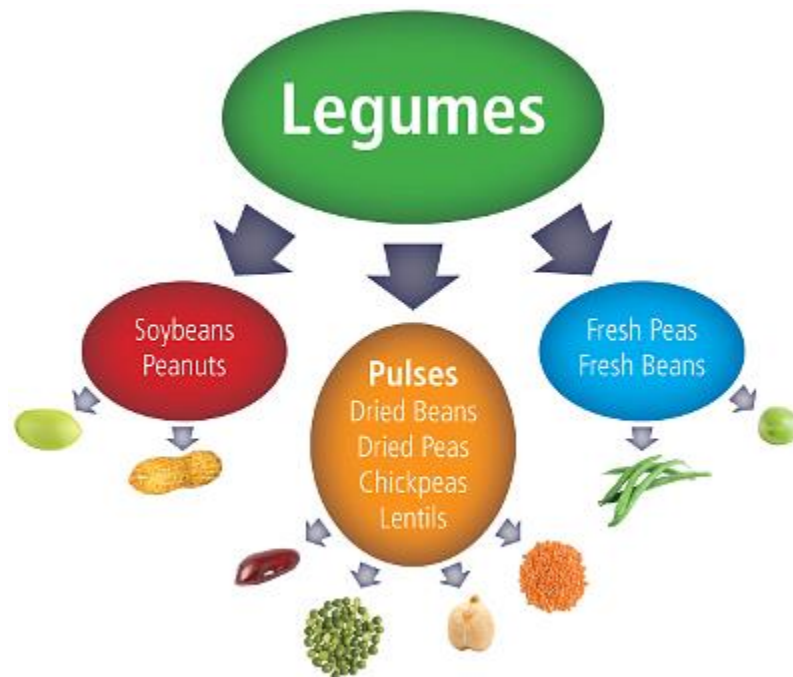 Legumes
Soybeans
Peanuts
Pulses
Dried Beans
Dried Peas
Chickpeas
Lentils
Fresh Peas
Fresh Beans